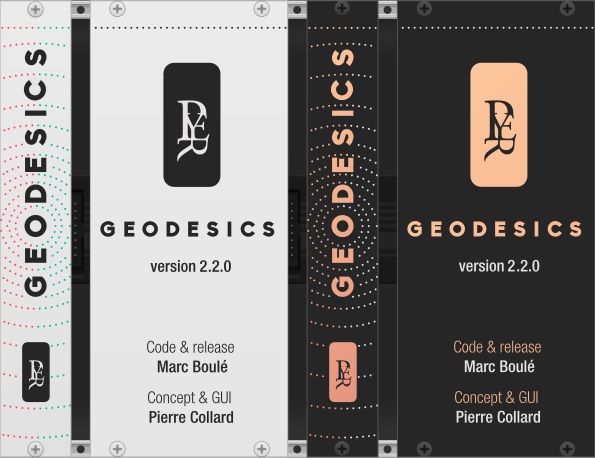 GEODESICS
GEODESICS
version 2.2.0
Code & release
Marc Boulé
Concept & GUI
Pierre Collard
GEODESICS
GEODESICS
version 2.2.0
Code & release
Marc Boulé
Concept & GUI
Pierre Collard